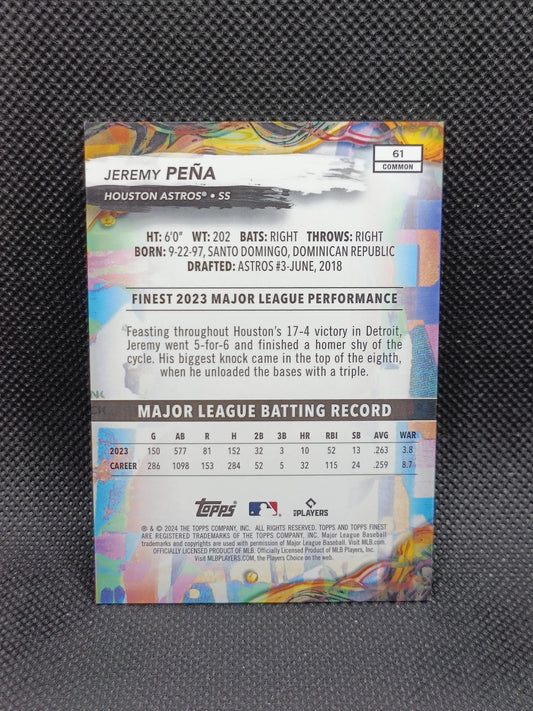 JEREMY PEÑA
HOUSTON ASTROS® • SS
61
COMMON
HT: 6'0" WT: 202 BATS: RIGHT THROWS: RIGHT
BORN: 9-22-97, SANTO DOMINGO, DOMINICAN REPUBLIC
DRAFTED: ASTROS #3-JUNE, 2018
FINEST 2023 MAJOR LEAGUE PERFORMANCE
Feasting throughout Houston's 17-4 victory in Detroit,
Jeremy went 5-for-6 and finished a homer shy of the
cycle. His biggest knock came in the top of the eighth,
when he unloaded the bases with a triple.
MAJOR LEAGUE BATTING RECORD
G AB R H 2B 3B HR RBI SB AVG WAR
2023 150 577 81 152 32 3 10 52 13 .263 3.8
CAREER 286 1098 153 284 52 5 32 115 24 .259 8.7
topps PLAYERS
® & © 2024 THE TOPPS COMPANY, INC. ALL RIGHTS RESERVED. TOPPS AND TOPPS FINEST
ARE REGISTERED TRADEMARKS OF THE TOPPS COMPANY, INC. Major League Baseball
trademarks and copyrights are used with permission of Major League Baseball. Visit MLB.com.
OFFICIALLY LICENSED PRODUCT OF MLB. Officially Licensed Product of MLB Players, Inc.
Visit MLBPLAYERS.COM, the Players Choice on the web.